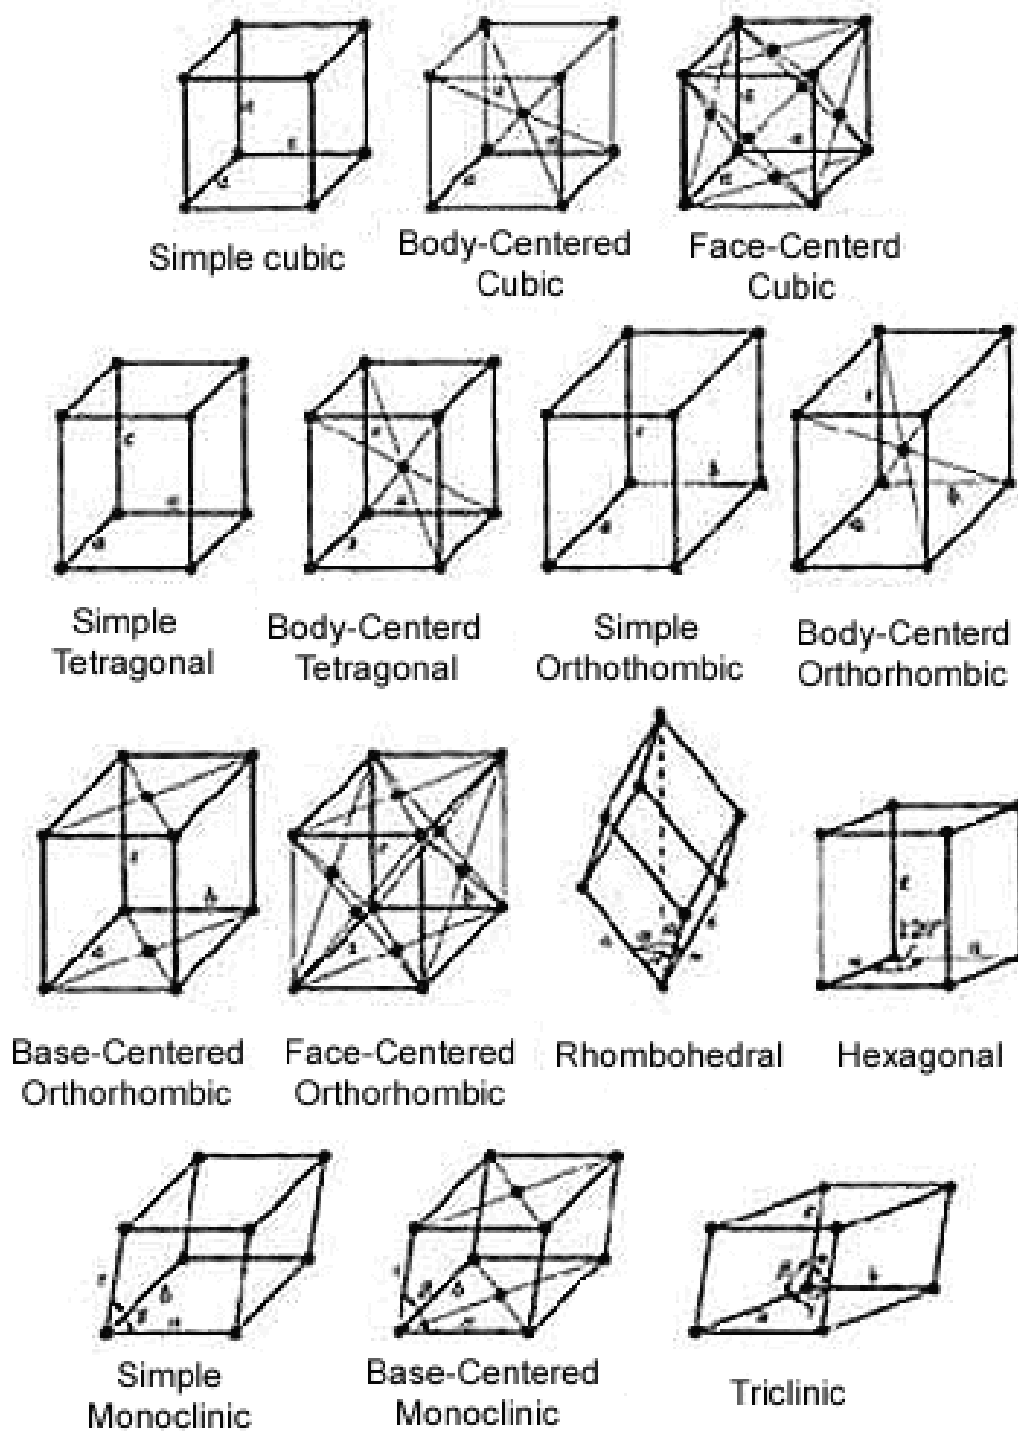 a
a
a
Simple cubic
a
a
a
Body-Centered
Cubic
a
a
a
Face-Centerd
Cubic
c
a
a
Simple
Tetragonal
c
a
Body-Centerd
Tetragonal
c
b
a
Simple
Orthothombic
b
a
Body-Centerd
Orthorhombic
c
b
a
Base-Centered
Orthorhombic
Face-Centered
Orthorhombic
Rhombohedral
c
120°
a
a
Hexagonal
c
b
a
Simple
Monoclinic
β
b
a
Base-Centered
Monoclinic
c
β
b
a
Triclinic